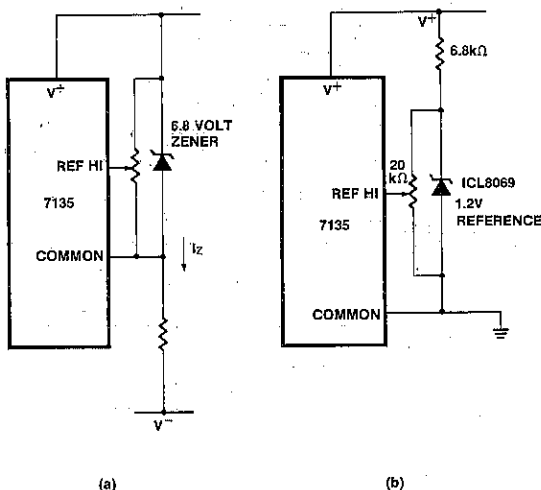 V+
6.8kΩ
V+
V+
6.8 VOLT
ZENER
REF HI
7135
COMMON
IZ
V−
20
kΩ
REF HI
7135
ICL8069
1.2V
REFERENCE
COMMON
(a)
(b)